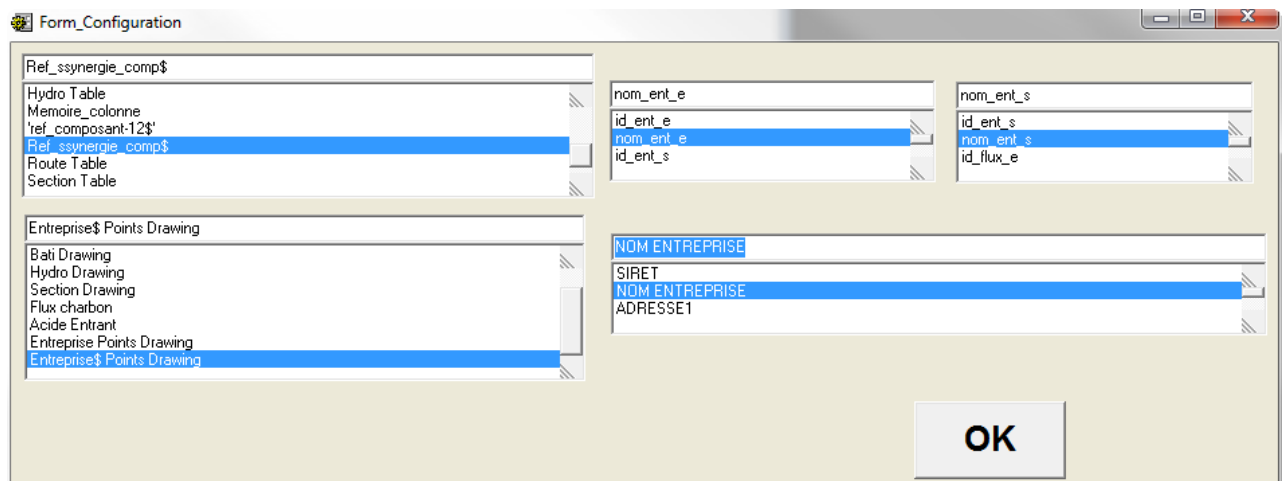 Form_Configuration
Ref_ssynergie_comp$
Hydro Table
Memoire_colonne
'ref_composant-12$'
Ref_ssynergie_comp$
Route Table
Section Table
nom_ent_e
id_ent_e
nom_ent_e
id_ent_s
nom_ent_s
id_ent_s
nom_ent_s
id_flux_e
Entreprise$ Points Drawing
Bati Drawing
Hydro Drawing
Section Drawing
Flux charbon
Acide Entrant
Entreprise Points Drawing
Entreprise$ Points Drawing
NOM ENTREPRISE
SIRET
NOM ENTREPRISE
ADRESSE1
OK